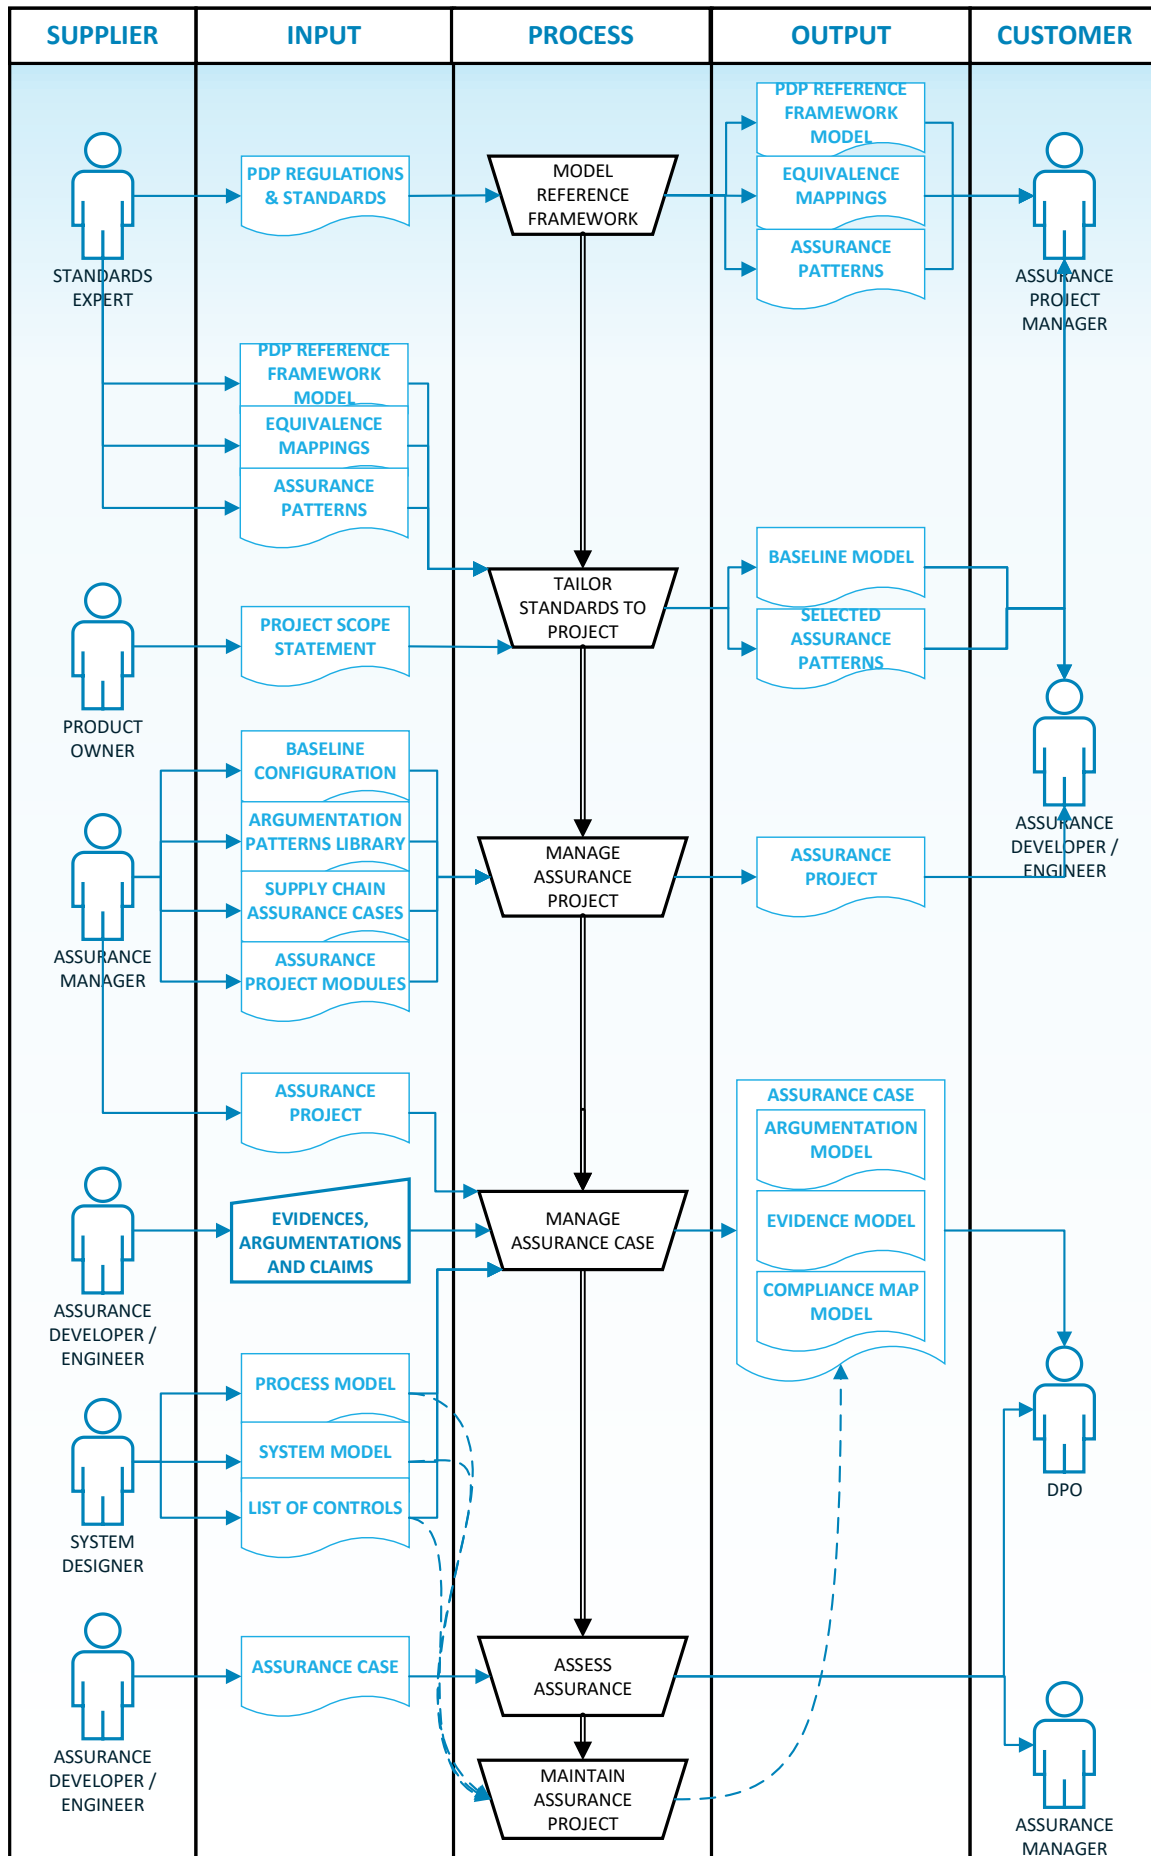 SUPPLIER
INPUT
PROCESS
OUTPUT
CUSTOMER
STANDARDS
EXPERT
PDP REGULATIONS
& STANDARDS
MODEL
REFERENCE
FRAMEWORK
PDP REFERENCE
FRAMEWORK
MODEL
EQUIVALENCE
MAPPINGS
ASSURANCE
PATTERNS
ASSURANCE
PROJECT
MANAGER
PDP REFERENCE
FRAMEWORK
MODEL
EQUIVALENCE
MAPPINGS
ASSURANCE
PATTERNS
PRODUCT
OWNER
PROJECT SCOPE
STATEMENT
TAILOR
STANDARDS TO
PROJECT
BASELINE MODEL
SELECTED
ASSURANCE
PATTERNS
ASSURANCE
DEVELOPER /
ENGINEER
ASSURANCE
MANAGER
BASELINE
CONFIGURATION
ARGUMENTATION
PATTERNS LIBRARY
SUPPLY CHAIN
ASSURANCE CASES
ASSURANCE
PROJECT MODULES
MANAGE
ASSURANCE
PROJECT
ASSURANCE
PROJECT
ASSURANCE
PROJECT
ASSURANCE
DEVELOPER /
ENGINEER
EVIDENCES,
ARGUMENTATIONS
AND CLAIMS
MANAGE
ASSURANCE CASE
ASSURANCE CASE
ARGUMENTATION
MODEL
EVIDENCE MODEL
COMPLIANCE MAP
MODEL
DPO
SYSTEM
DESIGNER
PROCESS MODEL
SYSTEM MODEL
LIST OF CONTROLS
ASSURANCE
DEVELOPER /
ENGINEER
ASSURANCE CASE
ASSESS
ASSURANCE
MAINTAIN
ASSURANCE
PROJECT
ASSURANCE
MANAGER